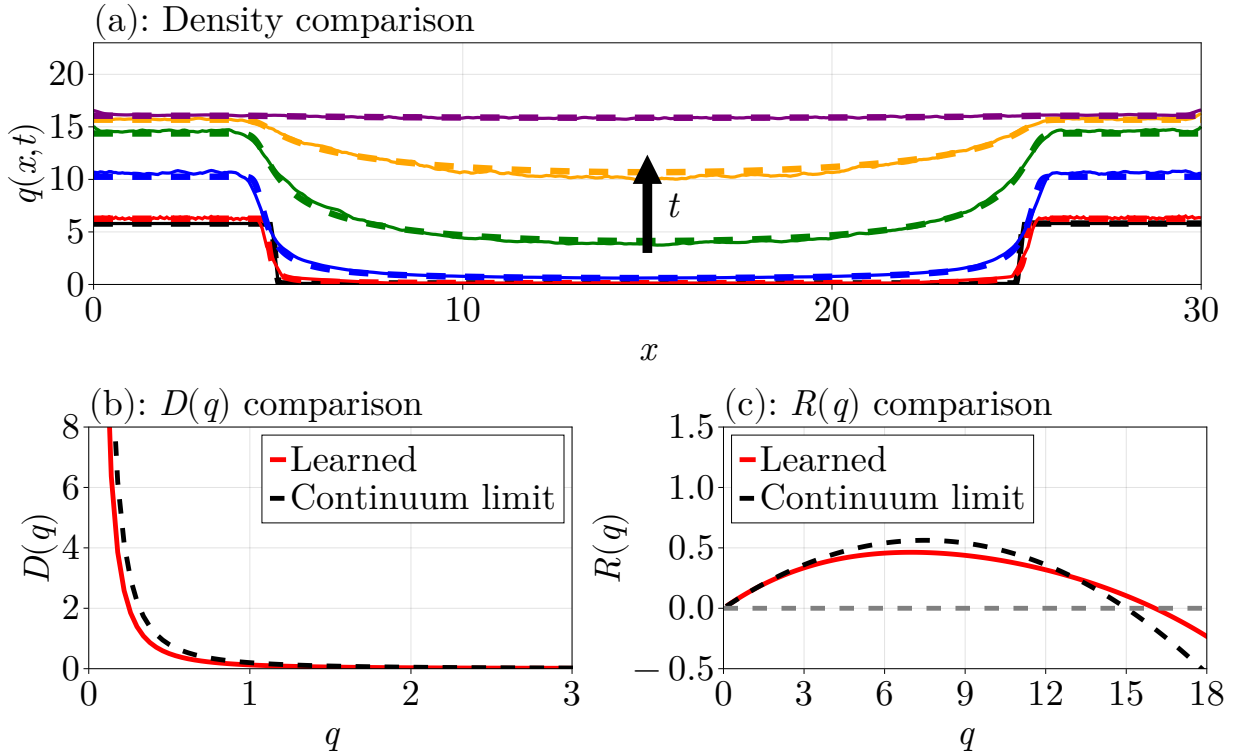 (a): Density comparison
q(x, t)
20
15
10
5
0
t
0 10 20 30
x
(b): D(q) comparison
D(q)
8
6
4
2
0
Learned
Continuum limit
0 1 2 3
q
(c): R(q) comparison
R(q)
1.5
1.0
0.5
0.0
−0.5
Learned
Continuum limit
0 3 6 9 12 15 18
q